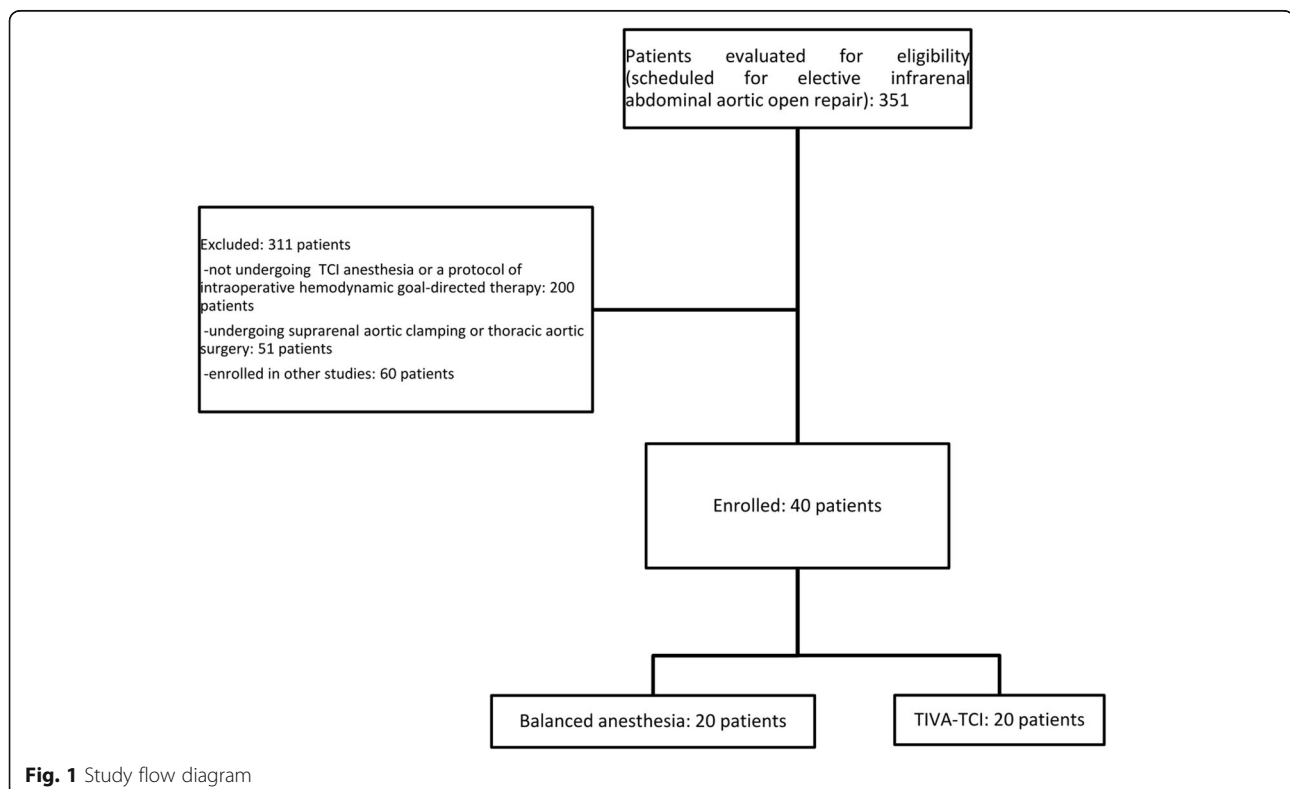 Patients evaluated for eligibility
(scheduled for elective infrarenal
abdominal aortic open repair): 351
Excluded: 311 patients
-not undergoing TCI anesthesia or a protocol of
intraoperative hemodynamic goal-directed therapy: 200
patients
-undergoing suprarenal aortic clamping or thoracic aortic
surgery: 51 patients
-enrolled in other studies: 60 patients
Enrolled: 40 patients
Balanced anesthesia: 20 patients
TIVA-TCI: 20 patients
Fig. 1 Study flow diagram